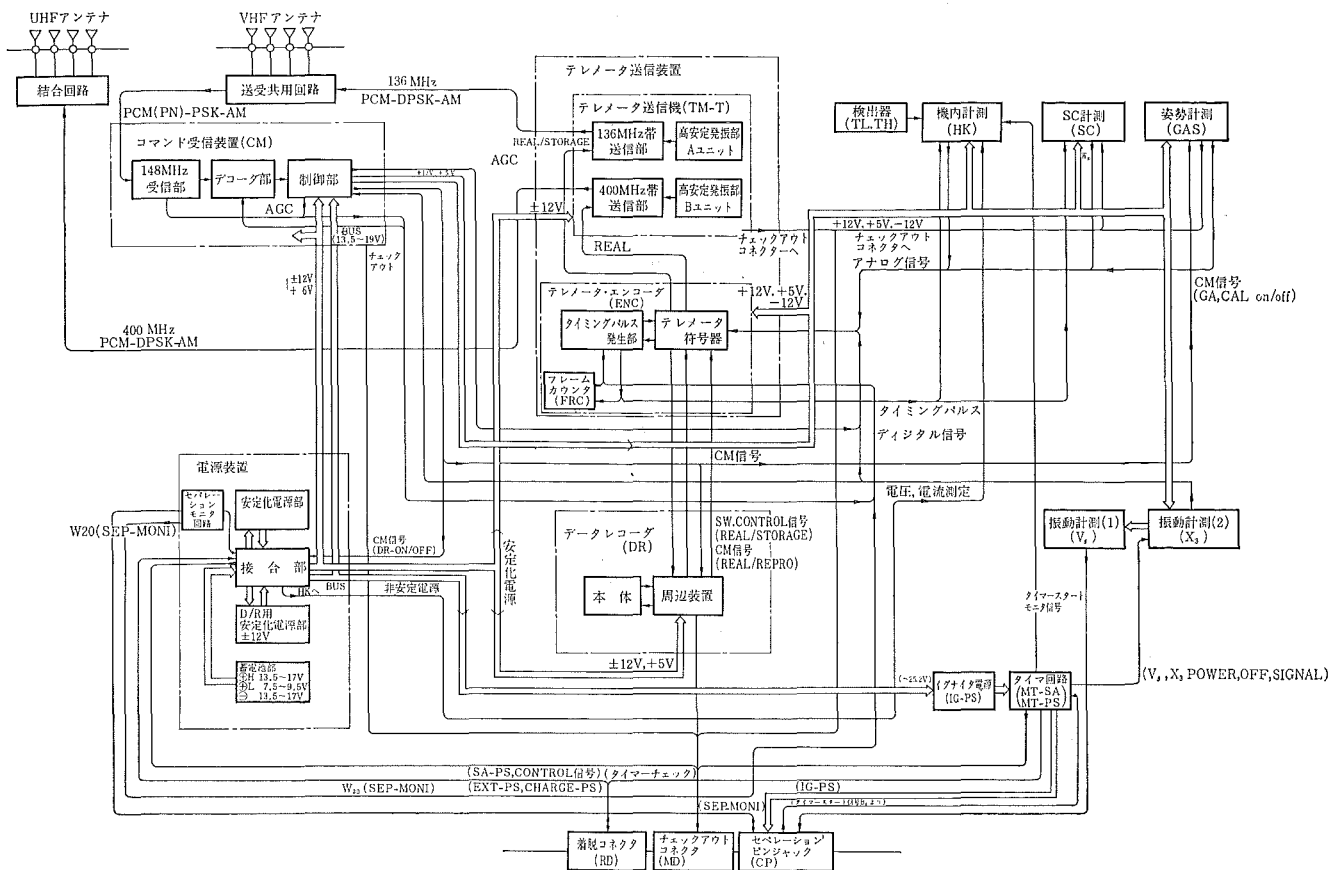 UHFアンテナ
VHFアンテナ
結合回路
送受共用回路
136MHz
PCM-DPSK-AM
PCM(PN)-PSK-AM
コマンド受信装置(CM)
148MHz
受信部
デコーダ部
制御部
AGC
BUS
(13.5~19V)
チェック
アウト
±12V
+6V
400 MHz
PCM-DPSK-AM
テレメータ送信装置
テレメータ送信機(TM-T)
REAL/STORAGE
AGC
136MHz帯
送信部
高安定発振部
Aユニット
400MHz帯
送信部
高安定発振部
Bユニット
±12V
REAL
チェックアウト
コネクターへ
テレメータ・エンコーダ
(ENC)
+12V.+5V.
-12V
タイミングパルス
発生部
テレメータ
符号器
フレーム
カウンタ
(FRC)
検出器
(TL.TH)
機内計測
(HK)
SC計測
(SC)
姿勢計測
(GAS)
+12V.+5V.-12V
チェックアウト
コネクタへ
アナログ信号
CM信号
(GA,CAL on/off)
タイミングパルス
ディジタル信号
CM信号
電圧,電流測定
電源装置
セパレー
ション
モニタ
回路
安定化電源部
W20(SEP-MONI)
接合部
CM信号
(DR-ON/OFF)
BUS
HKへ
非安定電源
安定化電源
D/R用
安定化電源部
±12V
蓄電池部
⊕H 13.5~17V
⊕L 7.5~9.5V
⊖ 13.5~17V
データレコーダ
(DR)
SW.CONTROL信号
(REAL/STORAGE)
CM信号
(REAL/REPRO)
本体
周辺装置
±12V,+5V
振動計測(1)
振動計測(2)
(X₃)
タイマースタート
モニタ信号
(~25.2V)
イグナイタ電源
(IG-PS)
タイマ回路
(MT-SA)
(MT-PS)
POWER,OFF,SIGNAL)
(SA-PS,CONTROL信号)(タイマーチェック)
(SEP-MONI)
(EXT-PS,CHARGE-PS)
(IG-PS)
(SEP.MONI)
着脱コネクタ
(RD)
チェックアウト
コネクタ
(MD)
セパレーション
ピンジャック
(CP)